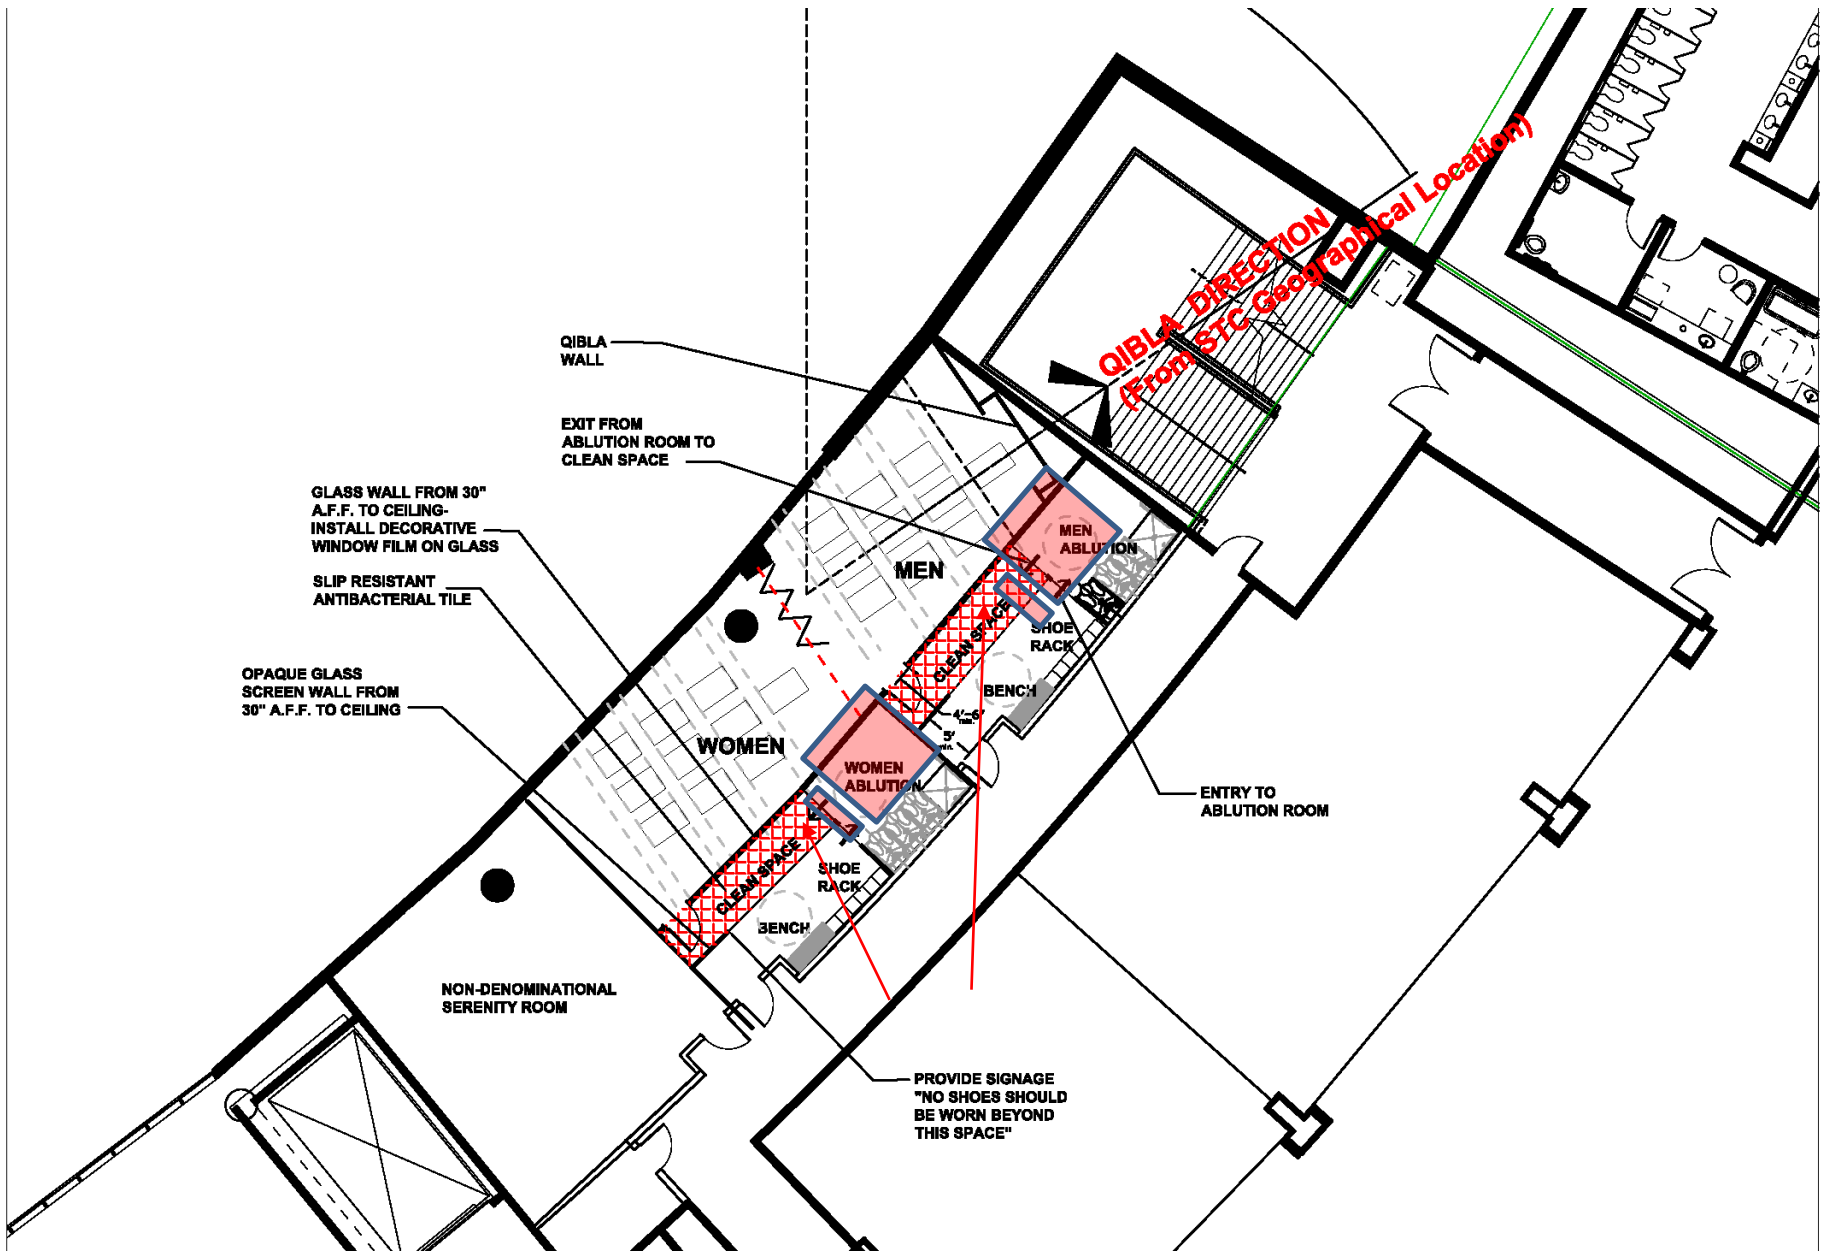 QIBLA DIRECTION
(From STC Geographical Location)
QIBLA
WALL
EXIT FROM
ABLUTION ROOM TO
CLEAN SPACE
GLASS WALL FROM 30"
A.F.F. TO CEILING-
INSTALL DECORATIVE
WINDOW FILM ON GLASS
SLIP RESISTANT
ANTIBACTERIAL TILE
OPAQUE GLASS
SCREEN WALL FROM
30" A.F.F. TO CEILING
MEN
MEN
ABLUTION
CLEAN SPACE
SHOE
RACK
BENCH
4'-6"
min.
5'
min.
WOMEN
WOMEN
ABLUTION
CLEAN SPACE
SHOE
RACK
BENCH
ENTRY TO
ABLUTION ROOM
NON-DENOMINATIONAL
SERENITY ROOM
PROVIDE SIGNAGE
"NO SHOES SHOULD
BE WORN BEYOND
THIS SPACE"